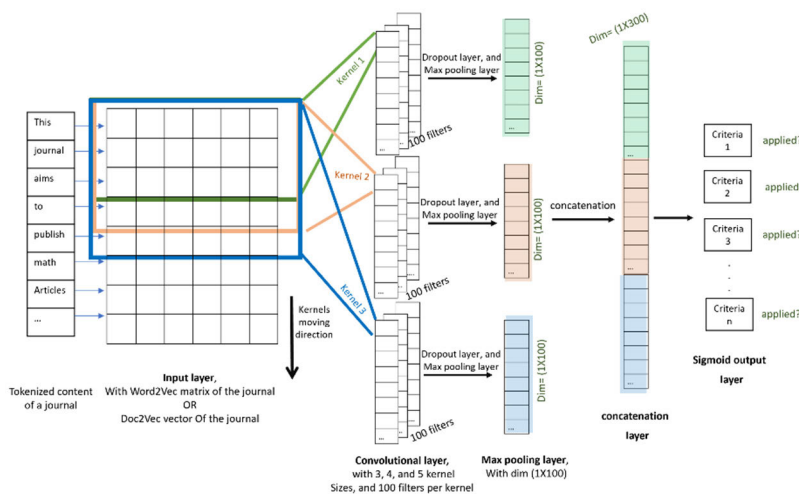 This
journal
aims
to
publish
math
Articles
...
Tokenized content
of a journal
Input layer,
With Word2Vec matrix of the journal
OR
Doc2Vec vector Of the journal
Kernels
moving
direction
Kernel 1
Kernel 2
Kernel 3
...
100 filters
...
100 filters
...
100 filters
Convolutional layer,
with 3, 4, and 5 kernel
Sizes, and 100 filters per kernel
Dropout layer, and
Max pooling layer
Dropout layer, and
Max pooling layer
Dropout layer, and
Max pooling layer
...
Dim= (1X100)
...
Dim= (1X100)
...
Dim= (1X100)
Max pooling layer,
With dim (1X100)
concatenation
Dim= (1X300)
...
...
...
concatenation
layer
Criteria
1
applied?
Criteria
2
applied
Criteria
3
applied?
.
.
.
Criteria
n
applied?
Sigmoid output
layer